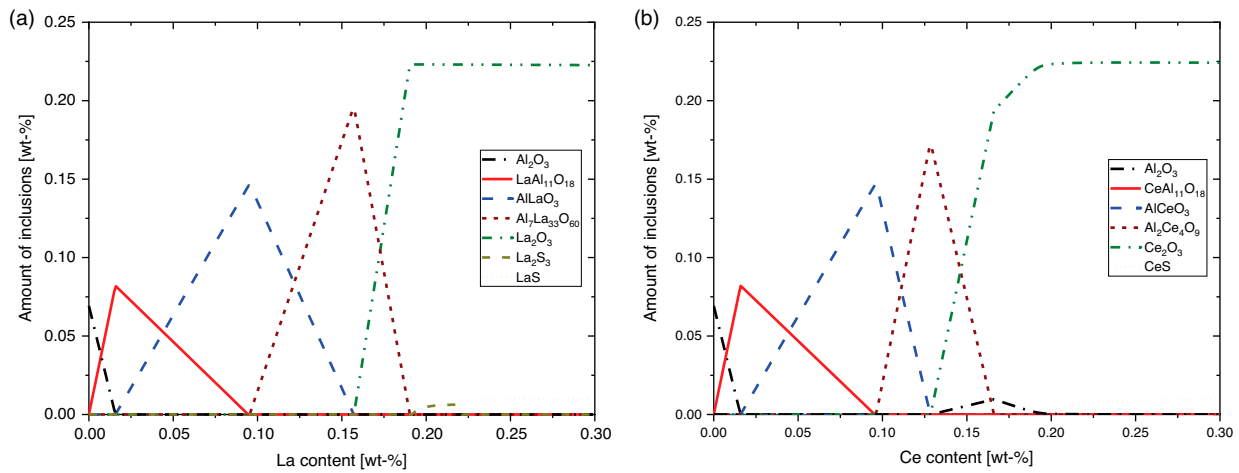 (a)
Amount of inclusions [wt-%]
0.25
0.20
0.15
0.10
0.05
0.00
Al₂O₃
LaAl₁₁O₁₈
AlLaO₃
Al₇La₃₃O₆₀
La₂O₃
La₂S₃
LaS
0.00 0.05 0.10 0.15 0.20 0.25 0.30
La content [wt-%]
(b)
Amount of inclusions [wt-%]
0.25
0.20
0.15
0.10
0.05
0.00
Al₂O₃
CeAl₁₁O₁₈
AlCeO₃
Al₂Ce₄O₉
Ce₂O₃
CeS
0.00 0.05 0.10 0.15 0.20 0.25 0.30
Ce content [wt-%]